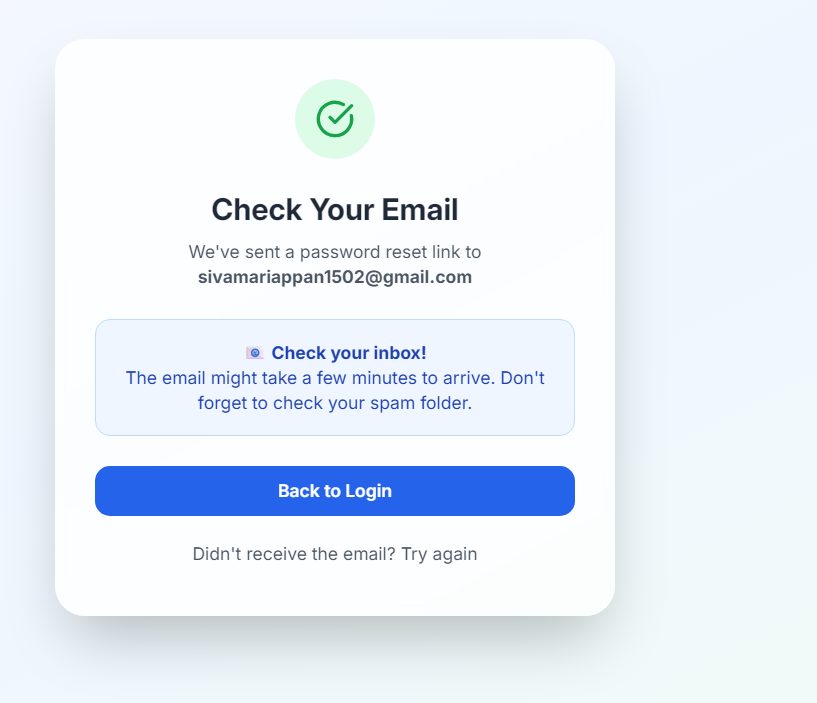 Check Your Email
We've sent a password reset link to
sivamariappan1502@gmail.com
📧 Check your inbox!
The email might take a few minutes to arrive. Don't
forget to check your spam folder.
Back to Login
Didn't receive the email? Try again